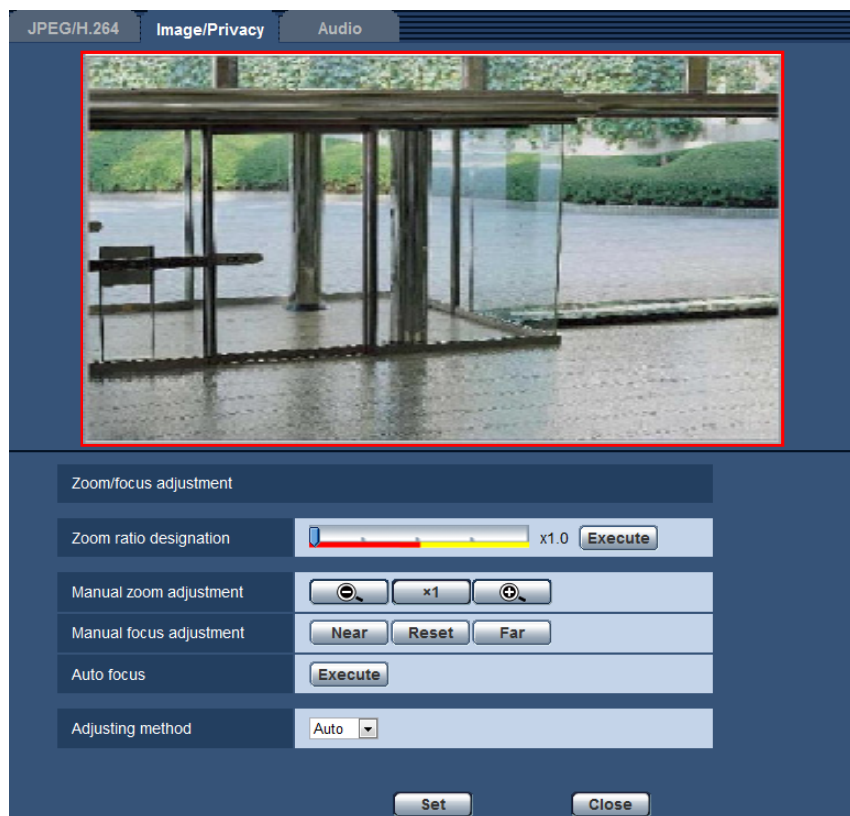 JPEG/H.264 Image/Privacy Audio
Zoom/focus adjustment
Zoom ratio designation x1.0 Execute
Manual zoom adjustment ×1
Manual focus adjustment Near Reset Far
Auto focus Execute
Adjusting method Auto
Set Close